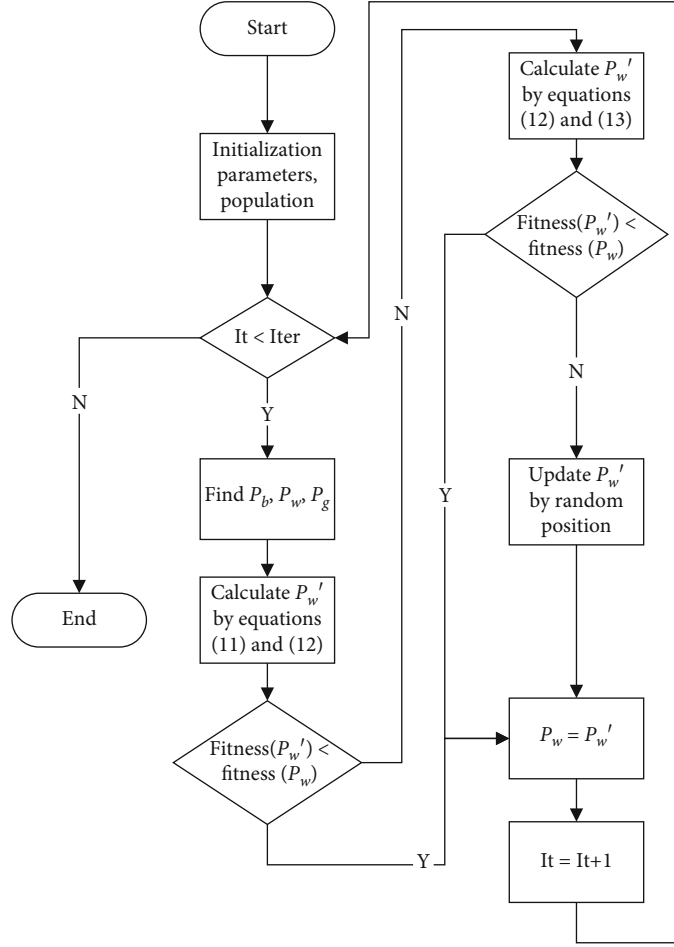 Start
Initialization
parameters,
population
It < Iter
N
Y
Find P_b, P_w, P_g
End
Calculate P_w′
by equations
(11) and (12)
Fitness(P_w′) <
fitness (P_w)
Y
N
Calculate P_w′
by equations
(12) and (13)
Fitness(P_w′) <
fitness (P_w)
N
Y
Update P_w′
by random
position
P_w = P_w′
It = It+1